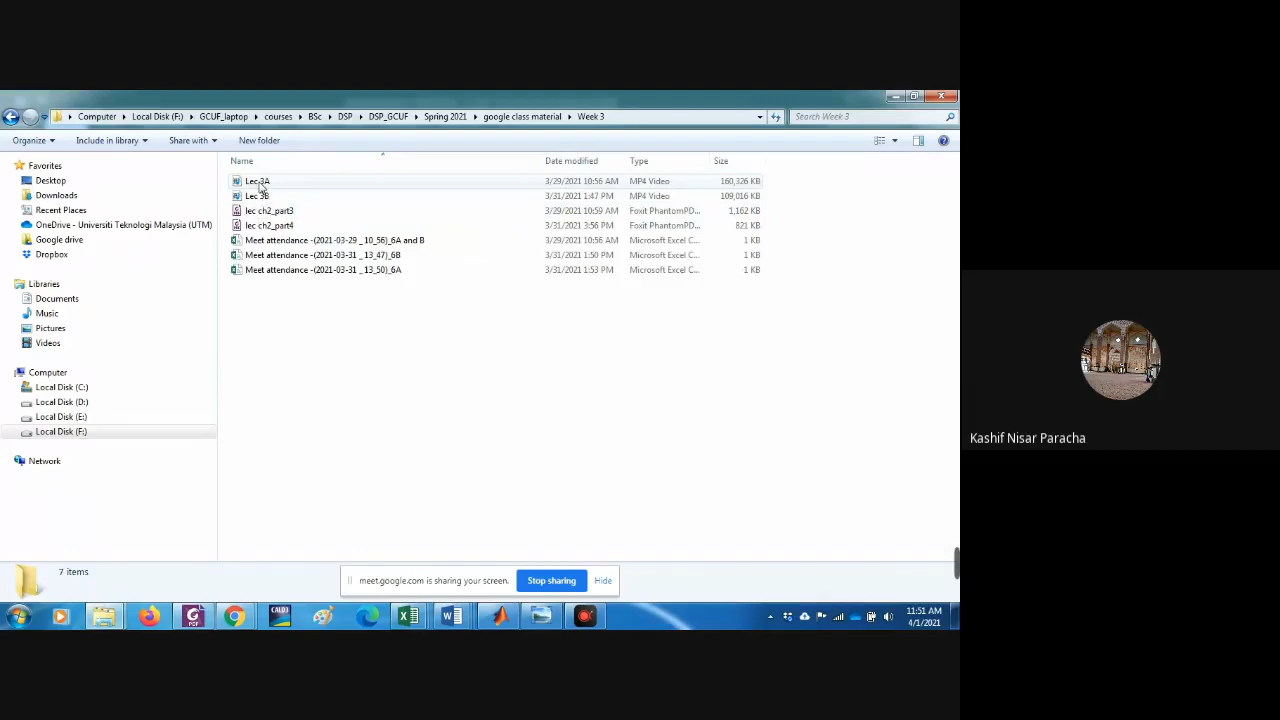 Computer ▸ Local Disk (F:) ▸ GCUF_laptop ▸ courses ▸ BSc ▸ DSP ▸ DSP_GCUF ▸ Spring 2021 ▸ google class material ▸ Week 3
Search Week 3
Organize Include in library Share with New folder
Name Date modified Type Size
Favorites
Desktop
Downloads
Recent Places
OneDrive - Universiti Teknologi Malaysia (UTM)
Google drive
Dropbox
Libraries
Documents
Music
Pictures
Videos
Computer
Local Disk (C:)
Local Disk (D:)
Local Disk (E:)
Local Disk (F:)
Network
Lec 3A 3/29/2021 10:56 AM MP4 Video 160,326 KB
Lec 3B 3/31/2021 1:47 PM MP4 Video 109,016 KB
lec ch2_part3 3/29/2021 10:59 AM Foxit PhantomPD... 1,162 KB
lec ch2_part4 3/31/2021 3:56 PM Foxit PhantomPD... 821 KB
Meet attendance -(2021-03-29 _ 10_56)_6A and B 3/29/2021 10:56 AM Microsoft Excel C... 1 KB
Meet attendance -(2021-03-31 _ 13_47)_6B 3/31/2021 1:50 PM Microsoft Excel C... 1 KB
Meet attendance -(2021-03-31 _ 13_50)_6A 3/31/2021 1:53 PM Microsoft Excel C... 1 KB
7 items
meet.google.com is sharing your screen. Stop sharing Hide
PDF
CALD3
11:51 AM
4/1/2021
Kashif Nisar Paracha